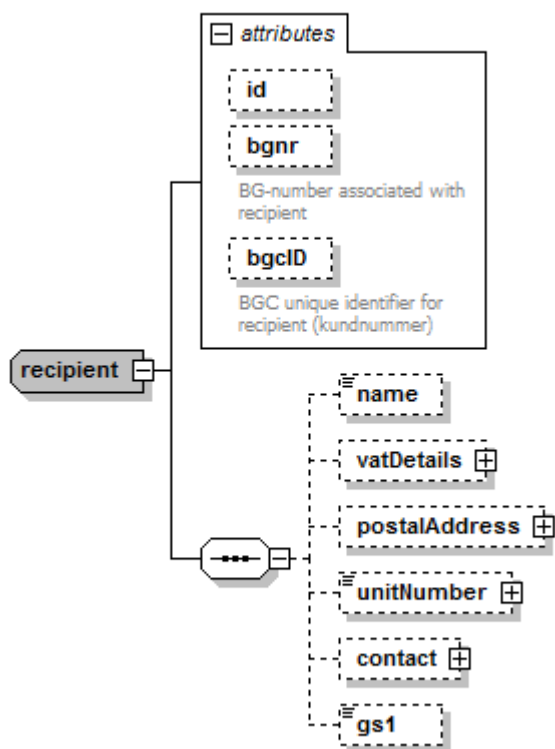 attributes
id
bgnr
BG-number associated with
recipient
bgcID
BGC unique identifier for
recipient (kundnummer)
recipient
name
vatDetails
postalAddress
unitNumber
contact
gs1